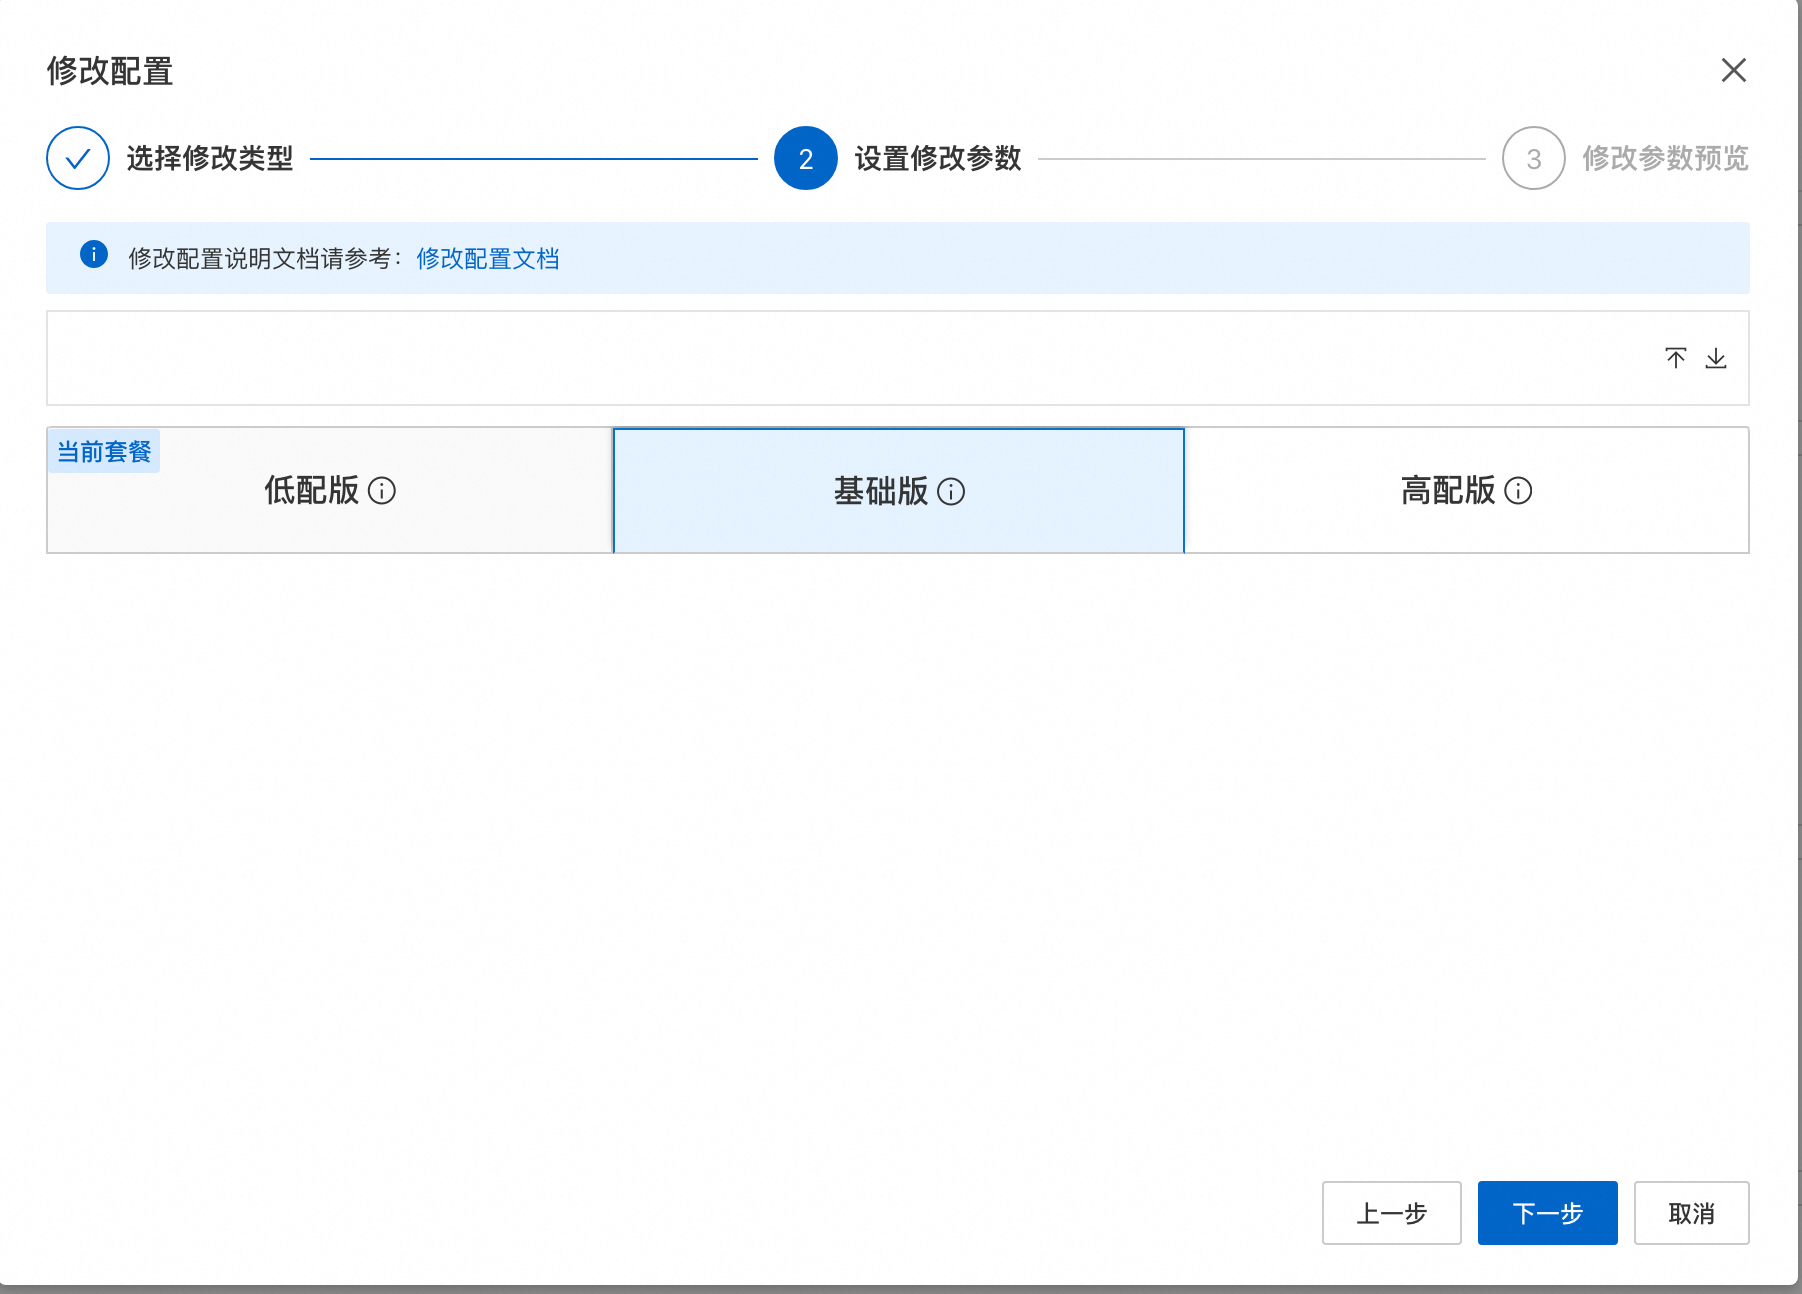 修改配置
选择修改类型
2 设置修改参数
3 修改参数预览
修改配置说明文档请参考：修改配置文档
当前套餐
低配版
基础版
高配版
上一步
下一步
取消